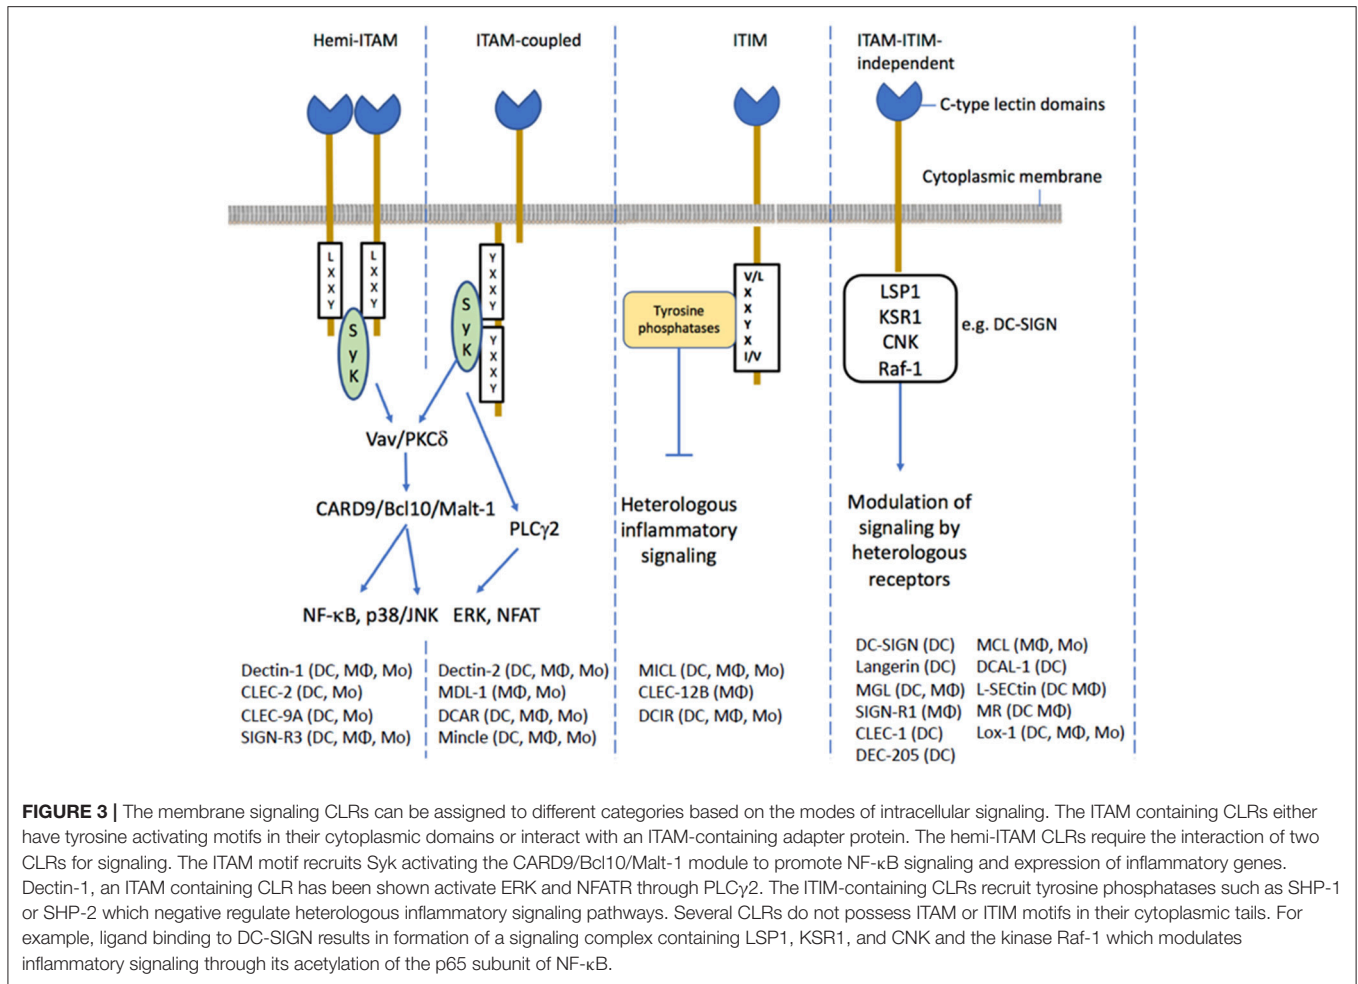 Hemi-ITAM
ITAM-coupled
ITIM
ITAM-ITIM-
independent
C-type lectin domains
Cytoplasmic membrane
L
X
X
Y
L
X
X
Y
S
y
K
Y
X
X
Y
Y
X
X
Y
S
y
K
Tyrosine
phosphatases
V/L
X
X
Y
X
I/V
LSP1
KSR1
CNK
Raf-1
e.g. DC-SIGN
Vav/PKCδ
CARD9/Bcl10/Malt-1
PLCγ2
NF-κB, p38/JNK
ERK, NFAT
Heterologous
inflammatory
signaling
Modulation of
signaling by
heterologous
receptors
Dectin-1 (DC, MΦ, Mo)
CLEC-2 (DC, Mo)
CLEC-9A (DC, Mo)
SIGN-R3 (DC, MΦ, Mo)
Dectin-2 (DC, MΦ, Mo)
MDL-1 (MΦ, Mo)
DCAR (DC, MΦ, Mo)
Mincle (DC, MΦ, Mo)
MICL (DC, MΦ, Mo)
CLEC-12B (MΦ)
DCIR (DC, MΦ, Mo)
DC-SIGN (DC)
Langerin (DC)
MGL (DC, MΦ)
SIGN-R1 (MΦ)
CLEC-1 (DC)
DEC-205 (DC)
MCL (MΦ, Mo)
DCAL-1 (DC)
L-SECtin (DC MΦ)
MR (DC MΦ)
Lox-1 (DC, MΦ, Mo)
FIGURE 3 | The membrane signaling CLRs can be assigned to different categories based on the modes of intracellular signaling. The ITAM containing CLRs either
have tyrosine activating motifs in their cytoplasmic domains or interact with an ITAM-containing adapter protein. The hemi-ITAM CLRs require the interaction of two
CLRs for signaling. The ITAM motif recruits Syk activating the CARD9/Bcl10/Malt-1 module to promote NF-κB signaling and expression of inflammatory genes.
Dectin-1, an ITAM containing CLR has been shown activate ERK and NFATR through PLCγ2. The ITIM-containing CLRs recruit tyrosine phosphatases such as SHP-1
or SHP-2 which negative regulate heterologous inflammatory signaling pathways. Several CLRs do not possess ITAM or ITIM motifs in their cytoplasmic tails. For
example, ligand binding to DC-SIGN results in formation of a signaling complex containing LSP1, KSR1, and CNK and the kinase Raf-1 which modulates
inflammatory signaling through its acetylation of the p65 subunit of NF-κB.